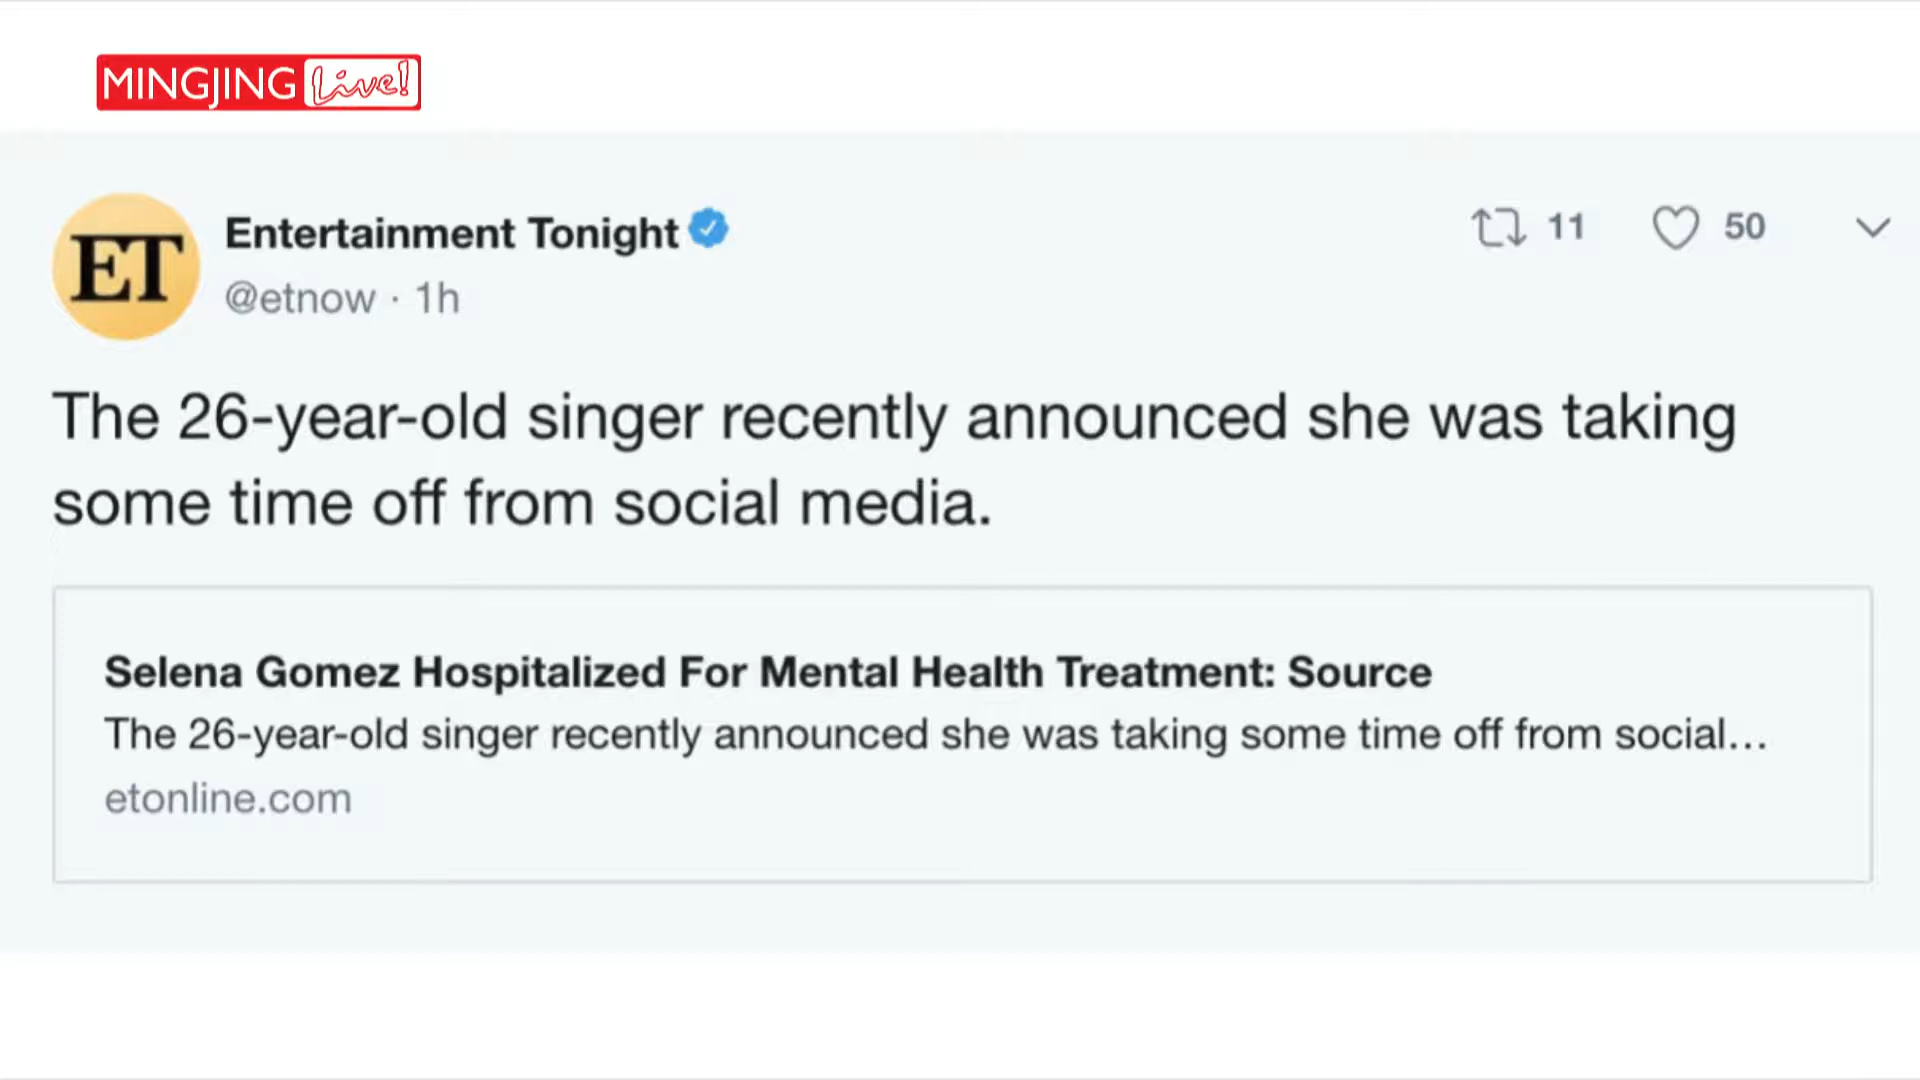 MINGJING Live!
ET
Entertainment Tonight
11
50
@etnow · 1h
The 26-year-old singer recently announced she was taking
some time off from social media.
Selena Gomez Hospitalized For Mental Health Treatment: Source
The 26-year-old singer recently announced she was taking some time off from social...
etonline.com